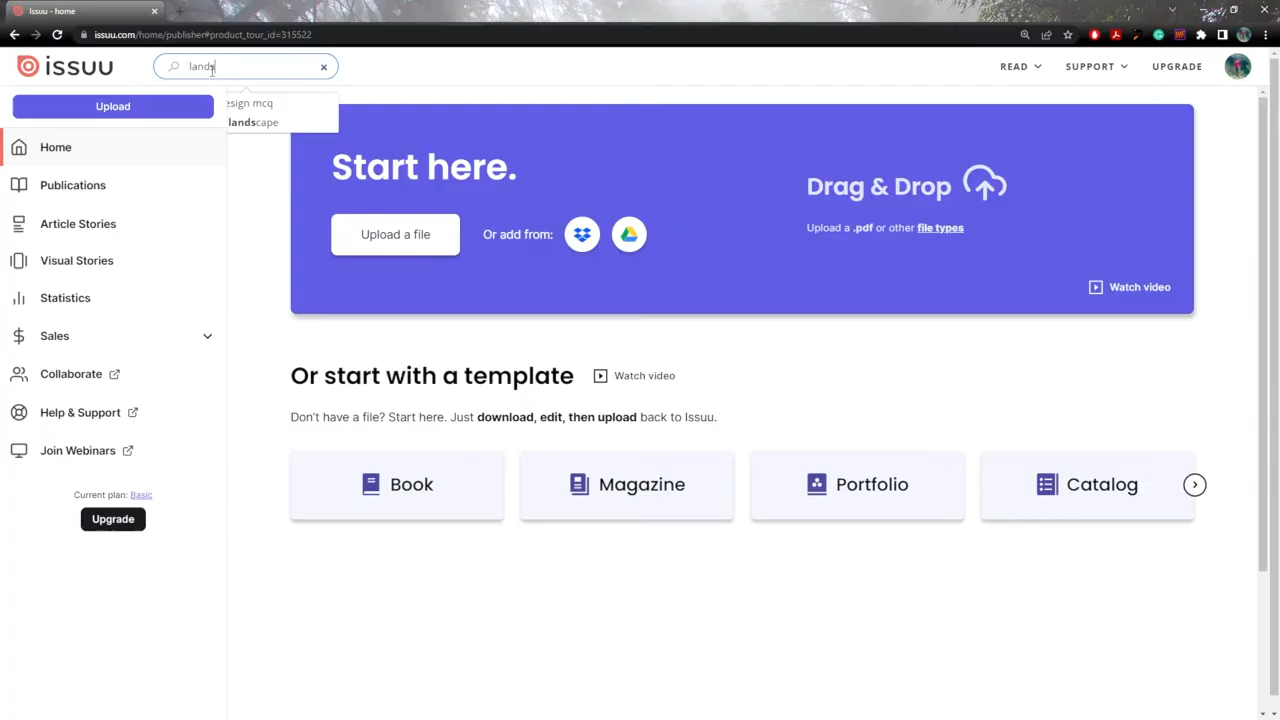 Issuu - home
issuu.com/home/publisher#product_tour_id=315522
issuu
lands
READ
SUPPORT
UPGRADE
Upload
esign mcq
landscape
Home
Publications
Article Stories
Visual Stories
Statistics
Sales
Collaborate
Help & Support
Join Webinars
Current plan: Basic
Upgrade
Start here.
Upload a file
Or add from:
Drag & Drop
Upload a .pdf or other file types
Watch video
Or start with a template
Watch video
Don't have a file? Start here. Just download, edit, then upload back to Issuu.
Book
Magazine
Portfolio
Catalog